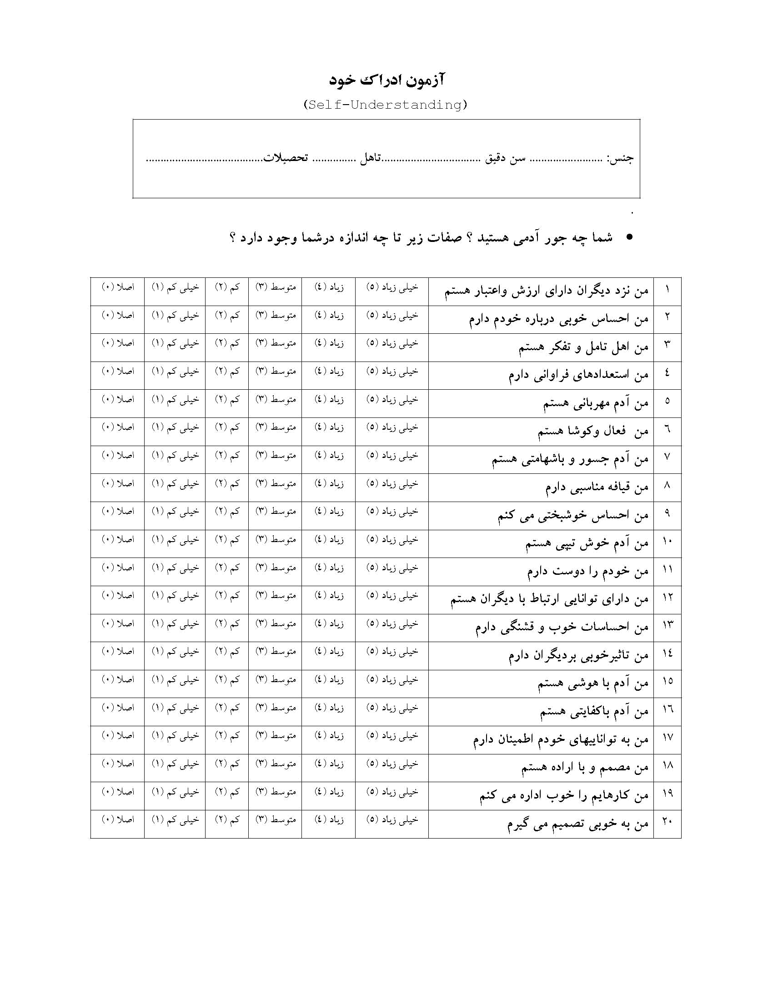 آزمون ادراک خود
(Self-Understanding)
جنس: ......................... سن دقیق ..................................تاهل ............... تحصیلات........................................
.
• شما چه جور آدمی هستید ؟ صفات زیر تا چه اندازه درشما وجود دارد ؟
١ من نزد دیگران دارای ارزش واعتبار هستم خیلی زیاد (٥) زیاد (٤) متوسط (٣) کم (٢) خیلی کم (١) اصلا (٠)
٢ من احساس خوبی درباره خودم دارم خیلی زیاد (٥) زیاد (٤) متوسط (٣) کم (٢) خیلی کم (١) اصلا (٠)
٣ من اهل تامل و تفکر هستم خیلی زیاد (٥) زیاد (٤) متوسط (٣) کم (٢) خیلی کم (١) اصلا (٠)
٤ من استعدادهای فراوانی دارم خیلی زیاد (٥) زیاد (٤) متوسط (٣) کم (٢) خیلی کم (١) اصلا (٠)
٥ من آدم مهربانی هستم خیلی زیاد (٥) زیاد (٤) متوسط (٣) کم (٢) خیلی کم (١) اصلا (٠)
٦ من فعال وکوشا هستم خیلی زیاد (٥) زیاد (٤) متوسط (٣) کم (٢) خیلی کم (١) اصلا (٠)
٧ من آدم جسور و باشهامتی هستم خیلی زیاد (٥) زیاد (٤) متوسط (٣) کم (٢) خیلی کم (١) اصلا (٠)
٨ من قیافه مناسبی دارم خیلی زیاد (٥) زیاد (٤) متوسط (٣) کم (٢) خیلی کم (١) اصلا (٠)
٩ من احساس خوشبختی می کنم خیلی زیاد (٥) زیاد (٤) متوسط (٣) کم (٢) خیلی کم (١) اصلا (٠)
١٠ من آدم خوش تیپی هستم خیلی زیاد (٥) زیاد (٤) متوسط (٣) کم (٢) خیلی کم (١) اصلا (٠)
١١ من خودم را دوست دارم خیلی زیاد (٥) زیاد (٤) متوسط (٣) کم (٢) خیلی کم (١) اصلا (٠)
١٢ من دارای توانایی ارتباط با دیگران هستم خیلی زیاد (٥) زیاد (٤) متوسط (٣) کم (٢) خیلی کم (١) اصلا (٠)
١٣ من احساسات خوب و قشنگی دارم خیلی زیاد (٥) زیاد (٤) متوسط (٣) کم (٢) خیلی کم (١) اصلا (٠)
١٤ من تاثیرخوبی بردیگران دارم خیلی زیاد (٥) زیاد (٤) متوسط (٣) کم (٢) خیلی کم (١) اصلا (٠)
١٥ من آدم با هوشی هستم خیلی زیاد (٥) زیاد (٤) متوسط (٣) کم (٢) خیلی کم (١) اصلا (٠)
١٦ من آدم باکفایتی هستم خیلی زیاد (٥) زیاد (٤) متوسط (٣) کم (٢) خیلی کم (١) اصلا (٠)
١٧ من به تواناییهای خودم اطمینان دارم خیلی زیاد (٥) زیاد (٤) متوسط (٣) کم (٢) خیلی کم (١) اصلا (٠)
١٨ من مصمم و با اراده هستم خیلی زیاد (٥) زیاد (٤) متوسط (٣) کم (٢) خیلی کم (١) اصلا (٠)
١٩ من کارهایم را خوب اداره می کنم خیلی زیاد (٥) زیاد (٤) متوسط (٣) کم (٢) خیلی کم (١) اصلا (٠)
٢٠ من به خوبی تصمیم می گیرم خیلی زیاد (٥) زیاد (٤) متوسط (٣) کم (٢) خیلی کم (١) اصلا (٠)